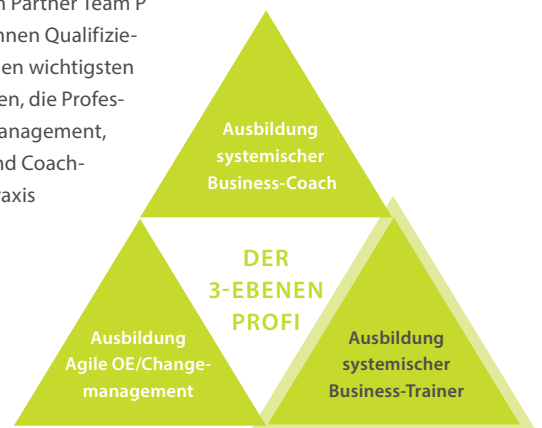 Partner Team P
hnen Qualifizie-
en wichtigsten
en, die Profes-
anagement,
nd Coach-
axis
Ausbildung
systemischer
Business-Coach
DER
3-EBENEN
PROFI
Ausbildung
Agile OE/Change-
management
Ausbildung
systemischer
Business-Trainer